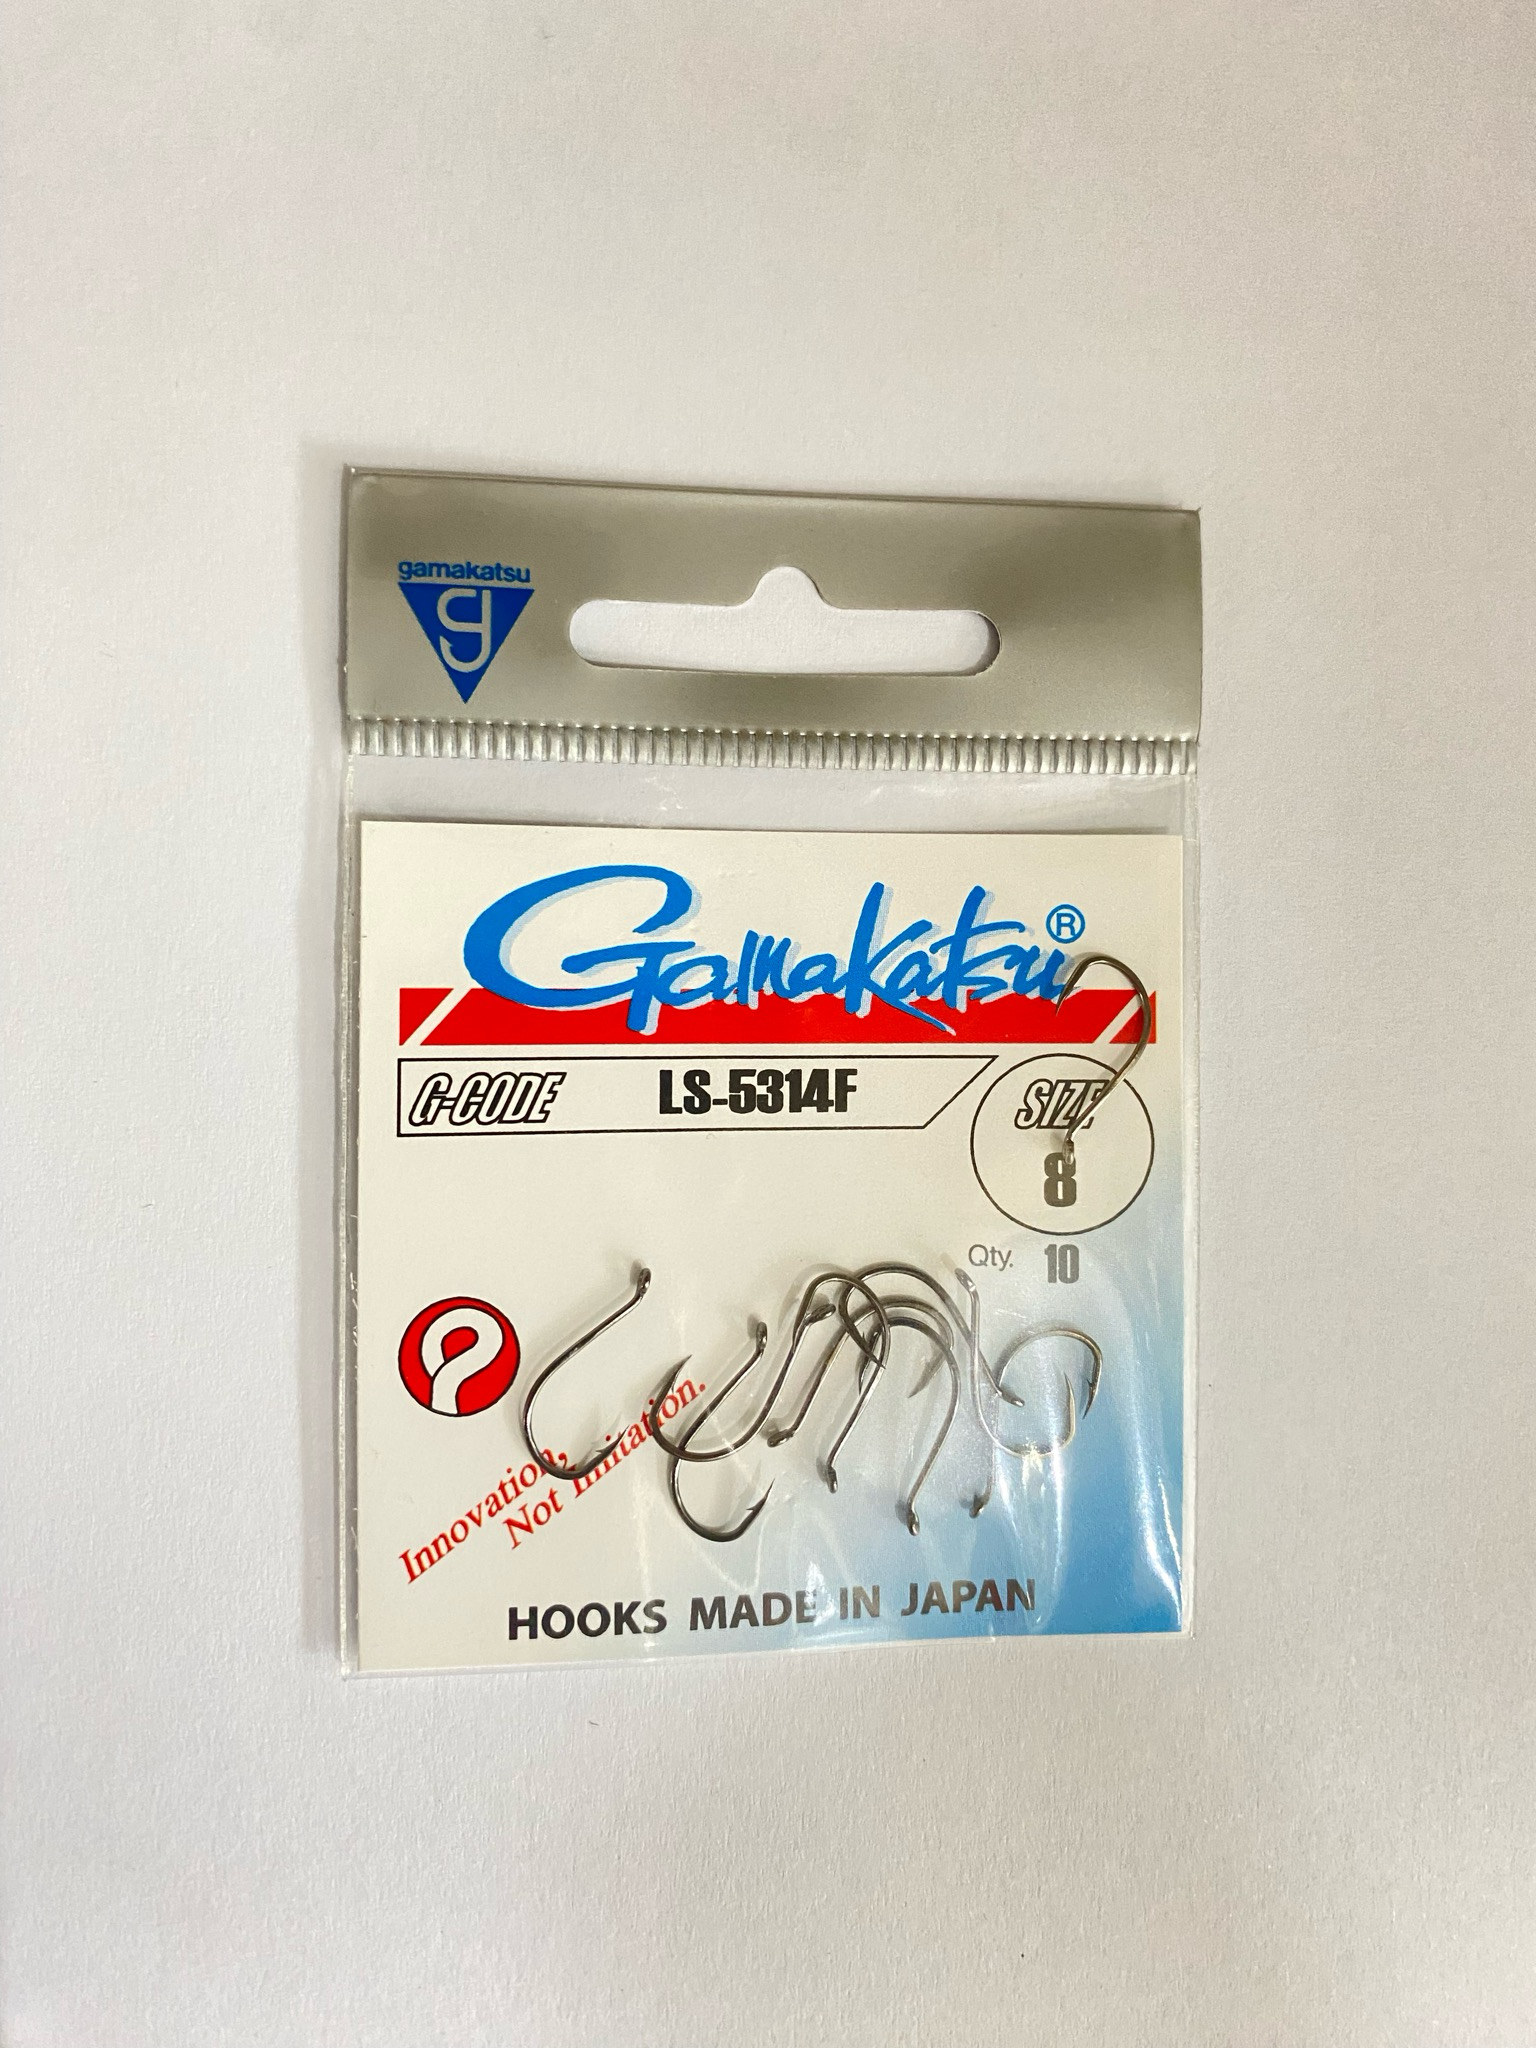 gamakatsu
Gamakatsu®
G-CODE LS-5314F
SIZE
8
Qty. 10
Innovation,
Not Imitation.
HOOKS MADE IN JAPAN